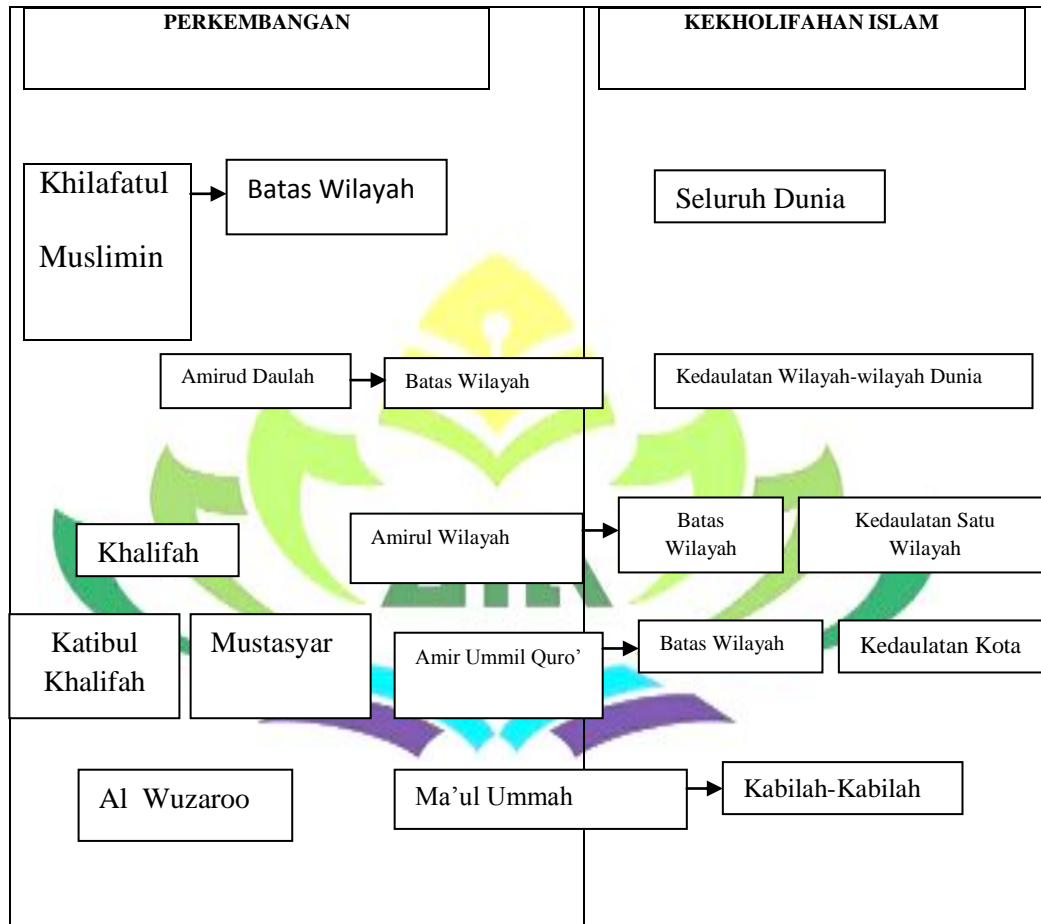 PERKEMBANGAN
KEKHOLIFAHAN ISLAM
Khilafatul
Muslimin
Batas Wilayah
Seluruh Dunia
Amirud Daulah
Batas Wilayah
Kedaulatan Wilayah-wilayah Dunia
Khalifah
Amirul Wilayah
Batas
Wilayah
Kedaulatan Satu
Wilayah
Katibul
Khalifah
Mustasyar
Amir Ummil Quro’
Batas Wilayah
Kedaulatan Kota
Al Wuzaroo
Ma’ul Ummah
Kabilah-Kabilah